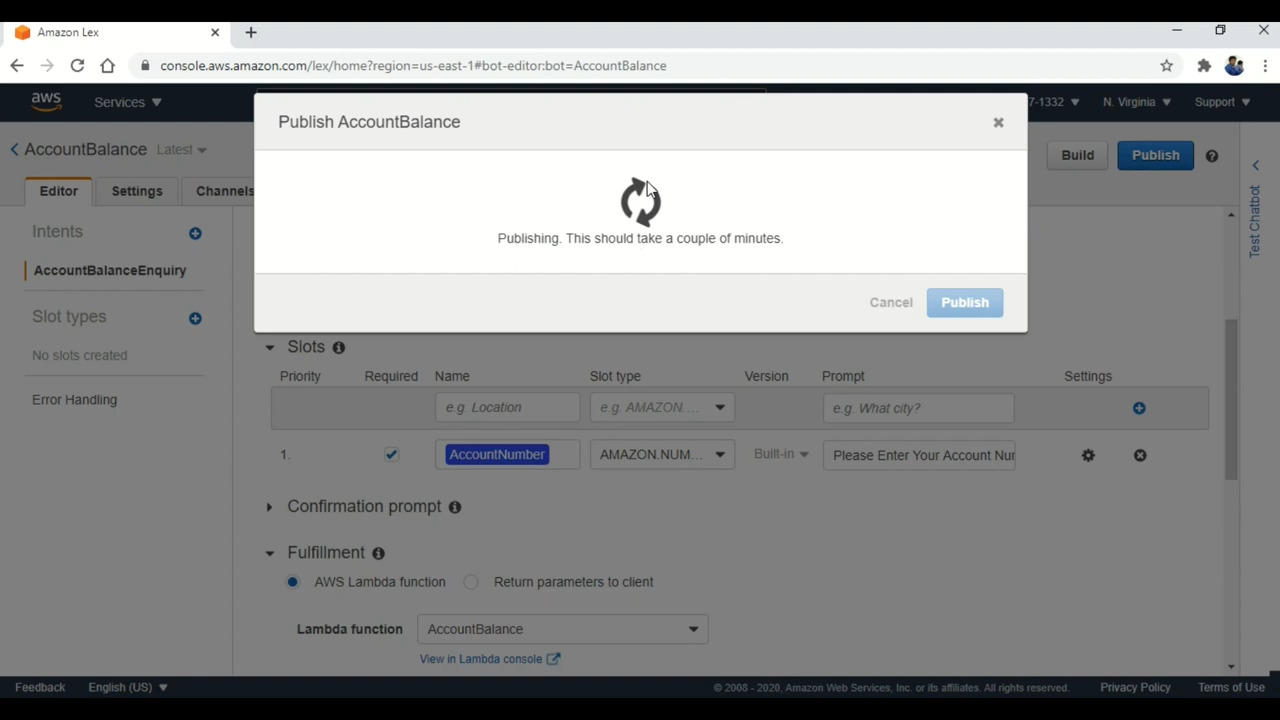 Amazon Lex
console.aws.amazon.com/lex/home?region=us-east-1#bot-editor:bot=AccountBalance
aws Services 7-1332 N. Virginia Support
Publish AccountBalance
AccountBalance Latest
Build Publish
Editor Settings Channels
Publishing. This should take a couple of minutes.
Cancel Publish
Test Chatbot
Intents
AccountBalanceEnquiry
Slot types
No slots created
Error Handling
Slots
Priority Required Name Slot type Version Prompt Settings
e.g. Location e.g. AMAZON.... e.g. What city?
1. AccountNumber AMAZON.NUM... Built-in Please Enter Your Account Nur
Confirmation prompt
Fulfillment
AWS Lambda function Return parameters to client
Lambda function AccountBalance
View in Lambda console
Feedback English (US) © 2008 - 2020, Amazon Web Services, Inc. or its affiliates. All rights reserved. Privacy Policy Terms of Use